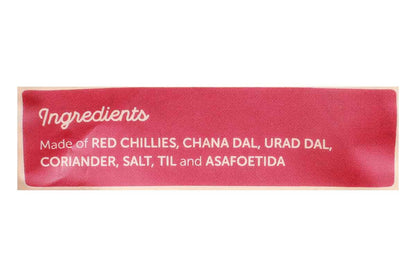 Ingredients
Made of RED CHILLIES, CHANA DAL, URAD DAL,
CORIANDER, SALT, TIL and ASAFOETIDA